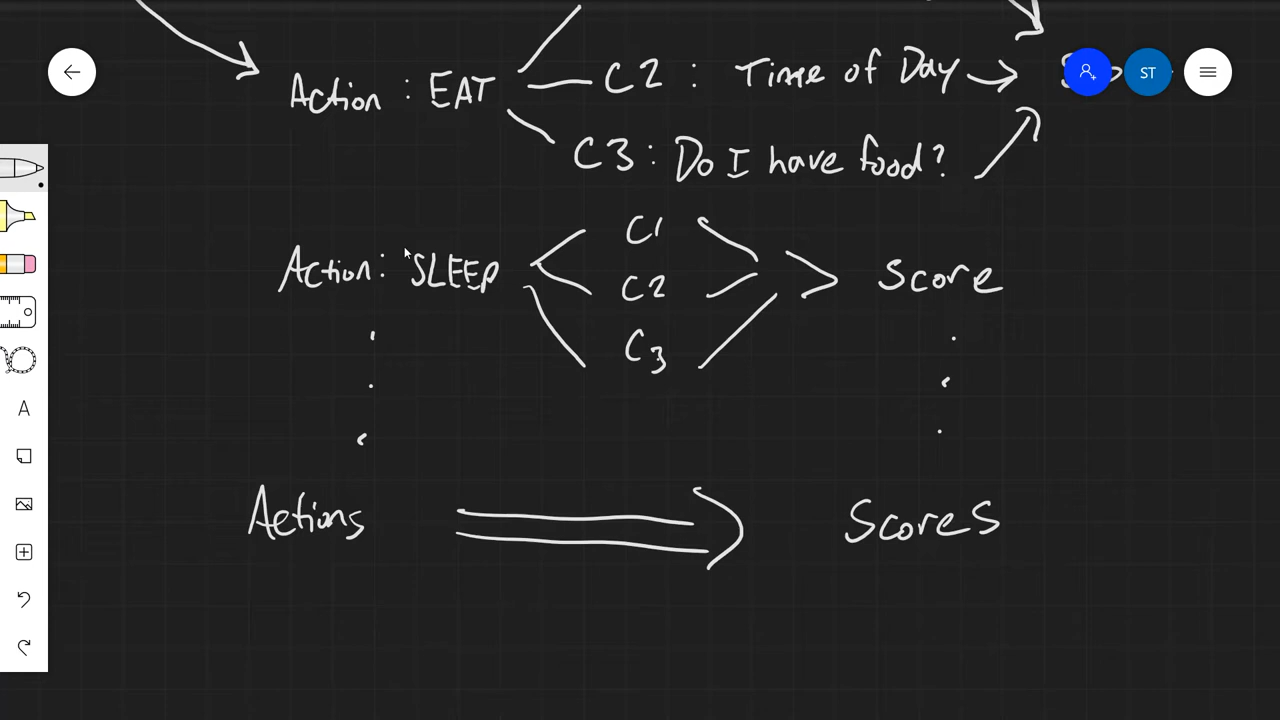 Action : EAT
C2 : Time of Day
ST
C3 : Do I have food?
C1
Action: SLEEP
C2
Score
C3
A
Actions
Scores